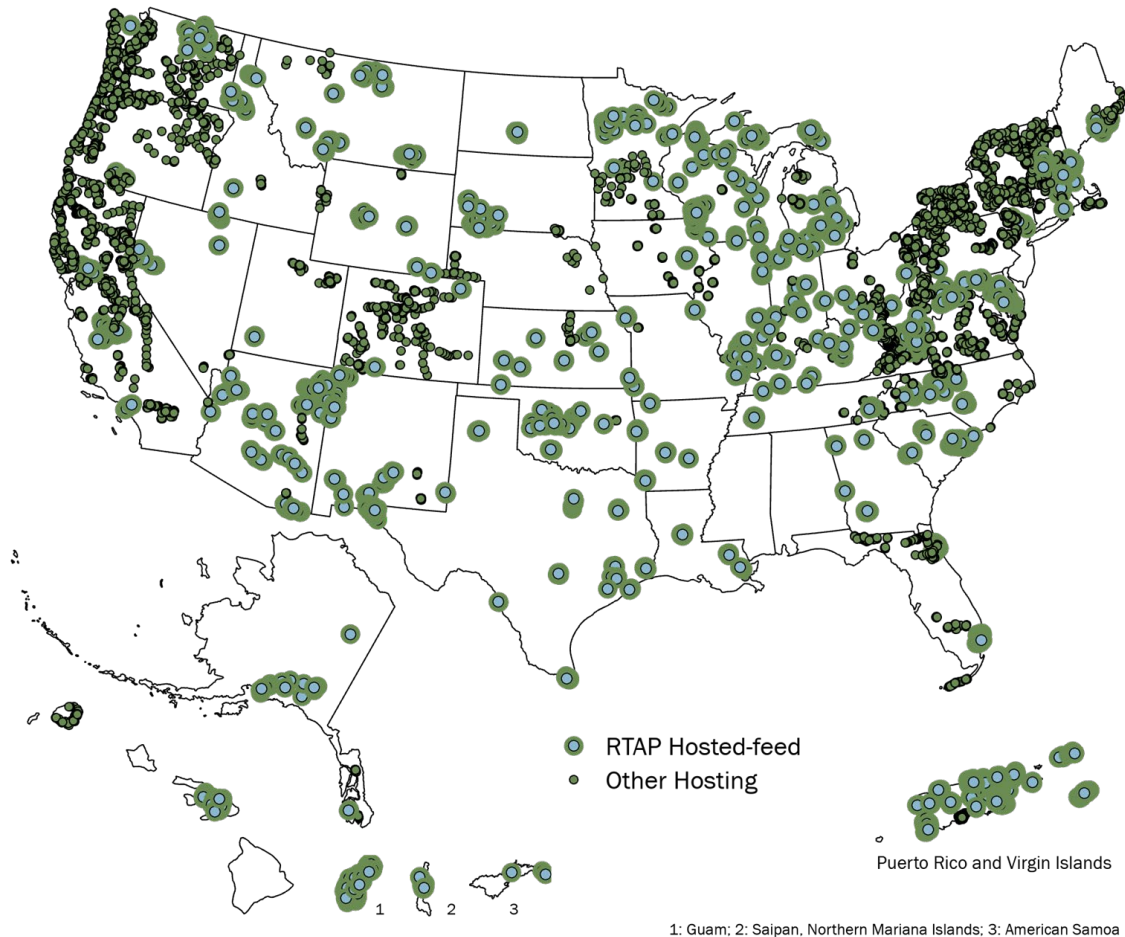 RTAP Hosted-feed
Other Hosting
Puerto Rico and Virgin Islands
1
2
3
1: Guam; 2: Saipan, Northern Mariana Islands; 3: American Samoa